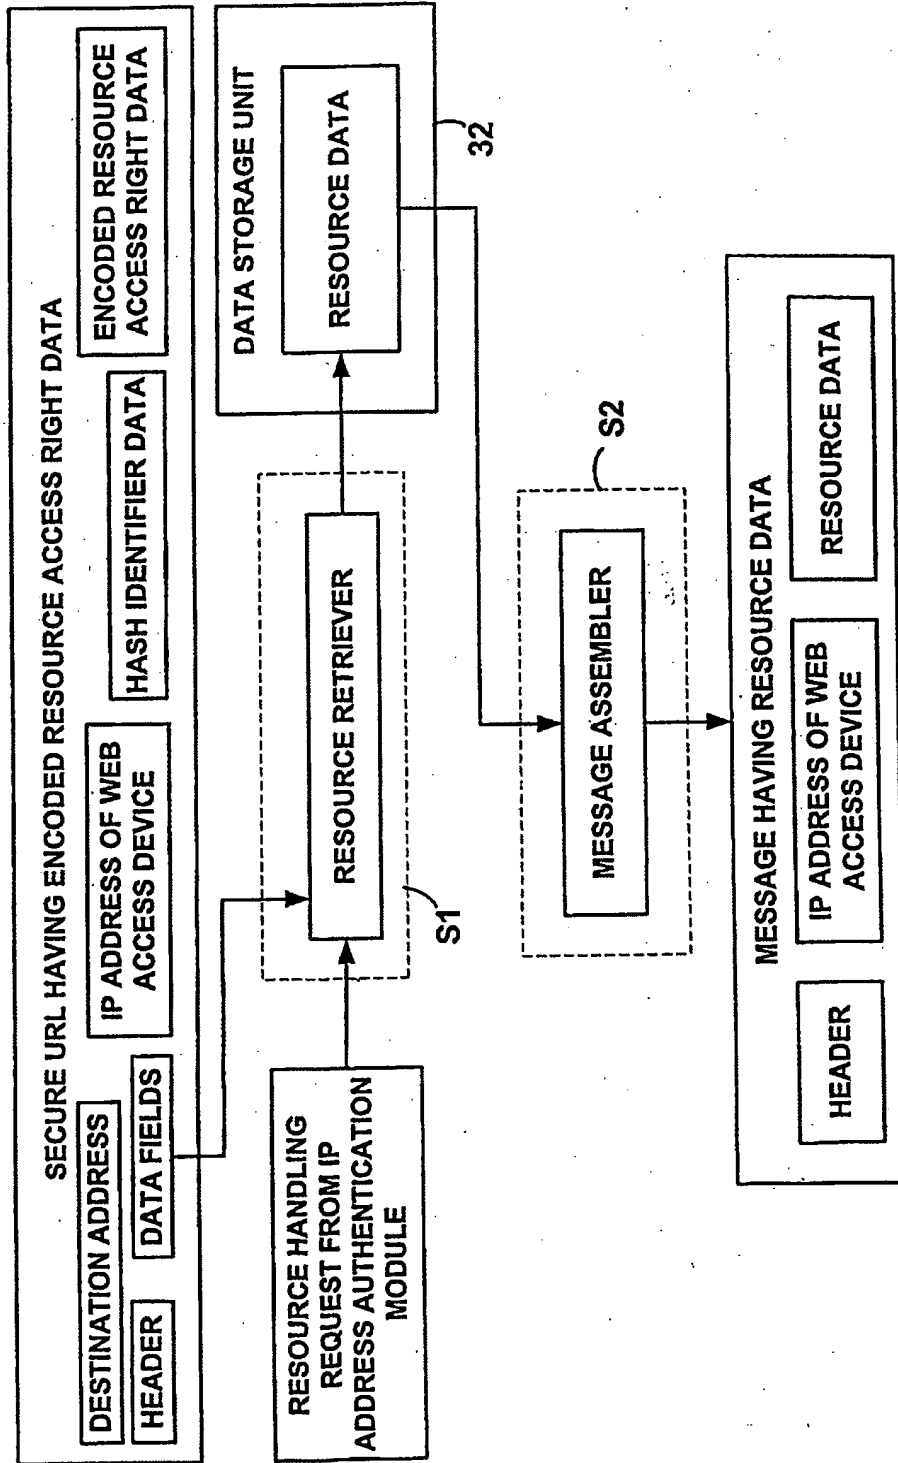 SECURE URL HAVING ENCODED RESOURCE ACCESS RIGHT DATA
DESTINATION ADDRESS
HEADER
DATA FIELDS
IP ADDRESS OF WEB
ACCESS DEVICE
HASH IDENTIFIER DATA
ENCODED RESOURCE
ACCESS RIGHT DATA
RESOURCE HANDLING
REQUEST FROM IP
ADDRESS AUTHENTICATION
MODULE
RESOURCE RETRIEVER
S1
DATA STORAGE UNIT
RESOURCE DATA
32
MESSAGE ASSEMBLER
S2
MESSAGE HAVING RESOURCE DATA
HEADER
IP ADDRESS OF WEB
ACCESS DEVICE
RESOURCE DATA